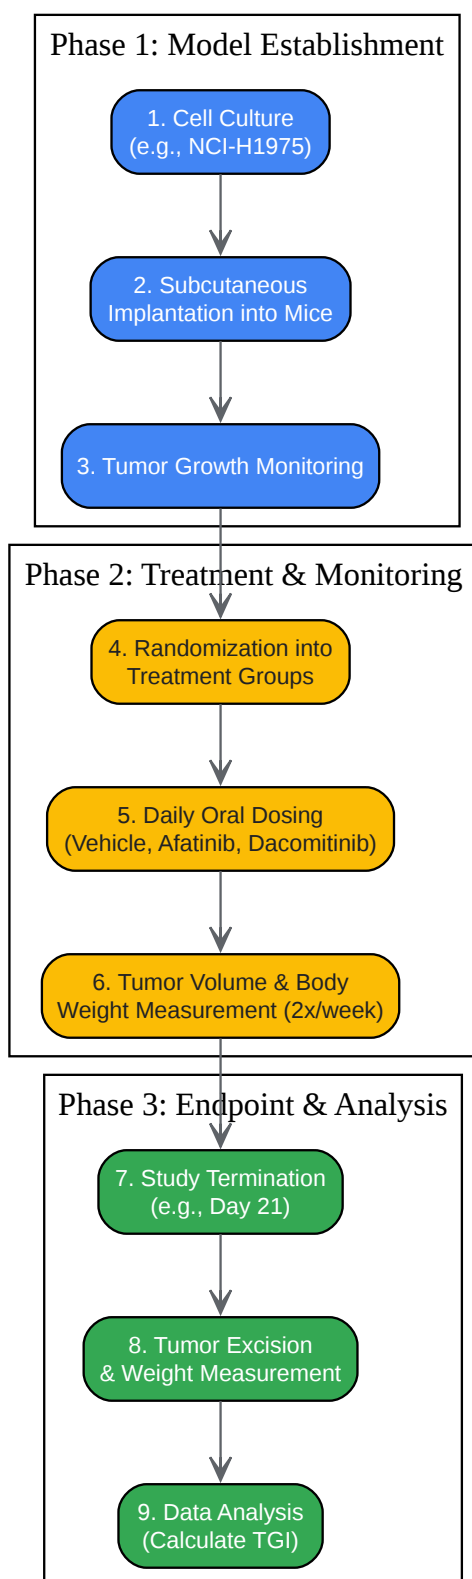 Phase 1: Model Establishment
1. Cell Culture
(e.g., NCI-H1975)
2. Subcutaneous
Implantation into Mice
3. Tumor Growth Monitoring
Phase 2: Treatment & Monitoring
4. Randomization into
Treatment Groups
5. Daily Oral Dosing
(Vehicle, Afatinib, Dacomitinib)
6. Tumor Volume & Body
Weight Measurement (2x/week)
Phase 3: Endpoint & Analysis
7. Study Termination
(e.g., Day 21)
8. Tumor Excision
& Weight Measurement
9. Data Analysis
(Calculate TGI)